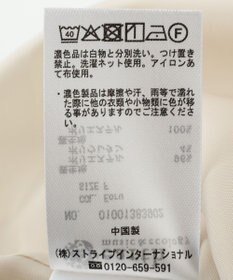 40 F
濃色品は白物と分別洗い。つけ置き
禁止。洗濯ネット使用。アイロンあ
て布使用。
・濃色製品は摩擦や汗、雨等で濡れ
た際に他の衣類や小物類に色が移
る事がありますのでご注意ださ
い。
中国製
(株)ストライプインターナショナル
0120-659-591